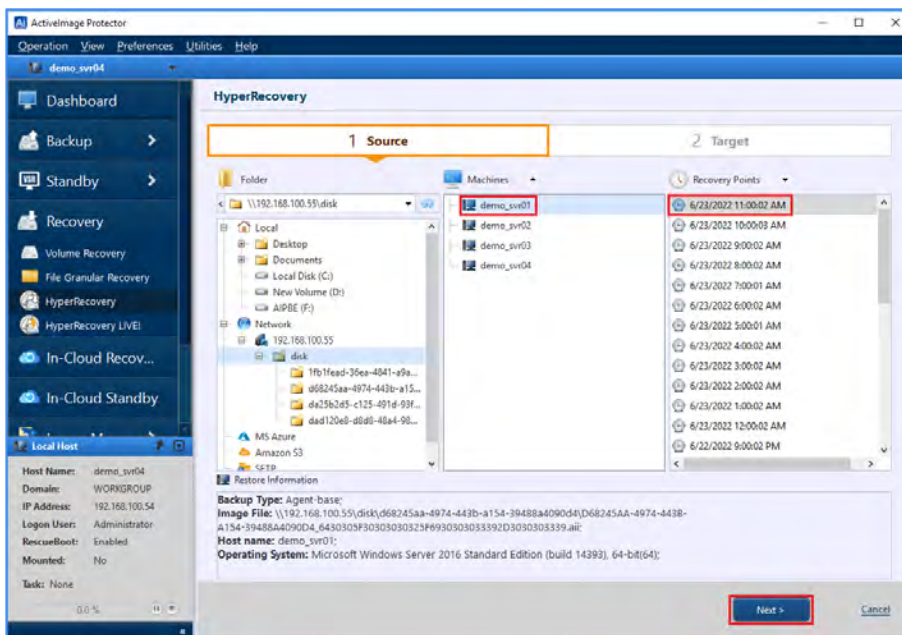 ActiveImage Protector
Operation View Preferences Utilities Help
demo_svr04
Dashboard
Backup
Standby
Recovery
Volume Recovery
File Granular Recovery
HyperRecovery
HyperRecovery LIVE!
In-Cloud Recov...
In-Cloud Standby
Local Host
Host Name: demo_svr04
Domain: WORKGROUP
IP Address: 192.168.100.54
Logon User: Administrator
RescueBoot: Enabled
Mounted: No
Task: None
0.0 %
HyperRecovery
1 Source
2 Target
Folder
\\192.168.100.55\disk
Local
Desktop
Documents
Local Disk (C:)
New Volume (D:)
AIPBE (F:)
Network
192.168.100.55
disk
1fb1fead-36ea-4841-a9a...
d68245aa-4974-443b-a15...
da25b2d5-c125-491d-93f...
dad120e8-d8d8-48a4-98...
MS Azure
Amazon S3
SFTP
Machines
demo_svr01
demo_svr02
demo_svr03
demo_svr04
Recovery Points
6/23/2022 11:00:02 AM
6/23/2022 10:00:03 AM
6/23/2022 9:00:02 AM
6/23/2022 8:00:02 AM
6/23/2022 7:00:01 AM
6/23/2022 6:00:02 AM
6/23/2022 5:00:01 AM
6/23/2022 4:00:02 AM
6/23/2022 3:00:02 AM
6/23/2022 2:00:02 AM
6/23/2022 1:00:02 AM
6/23/2022 12:00:02 AM
6/22/2022 9:00:02 PM
Restore Information
Backup Type: Agent-base;
Image File: \\192.168.100.55\disk\d68245aa-4974-443b-a154-39488a4090d4\D68245AA-4974-443B-
Host name: demo_svr01;
Operating System: Microsoft Windows Server 2016 Standard Edition (build 14393), 64-bit(64);
Next >
Cancel